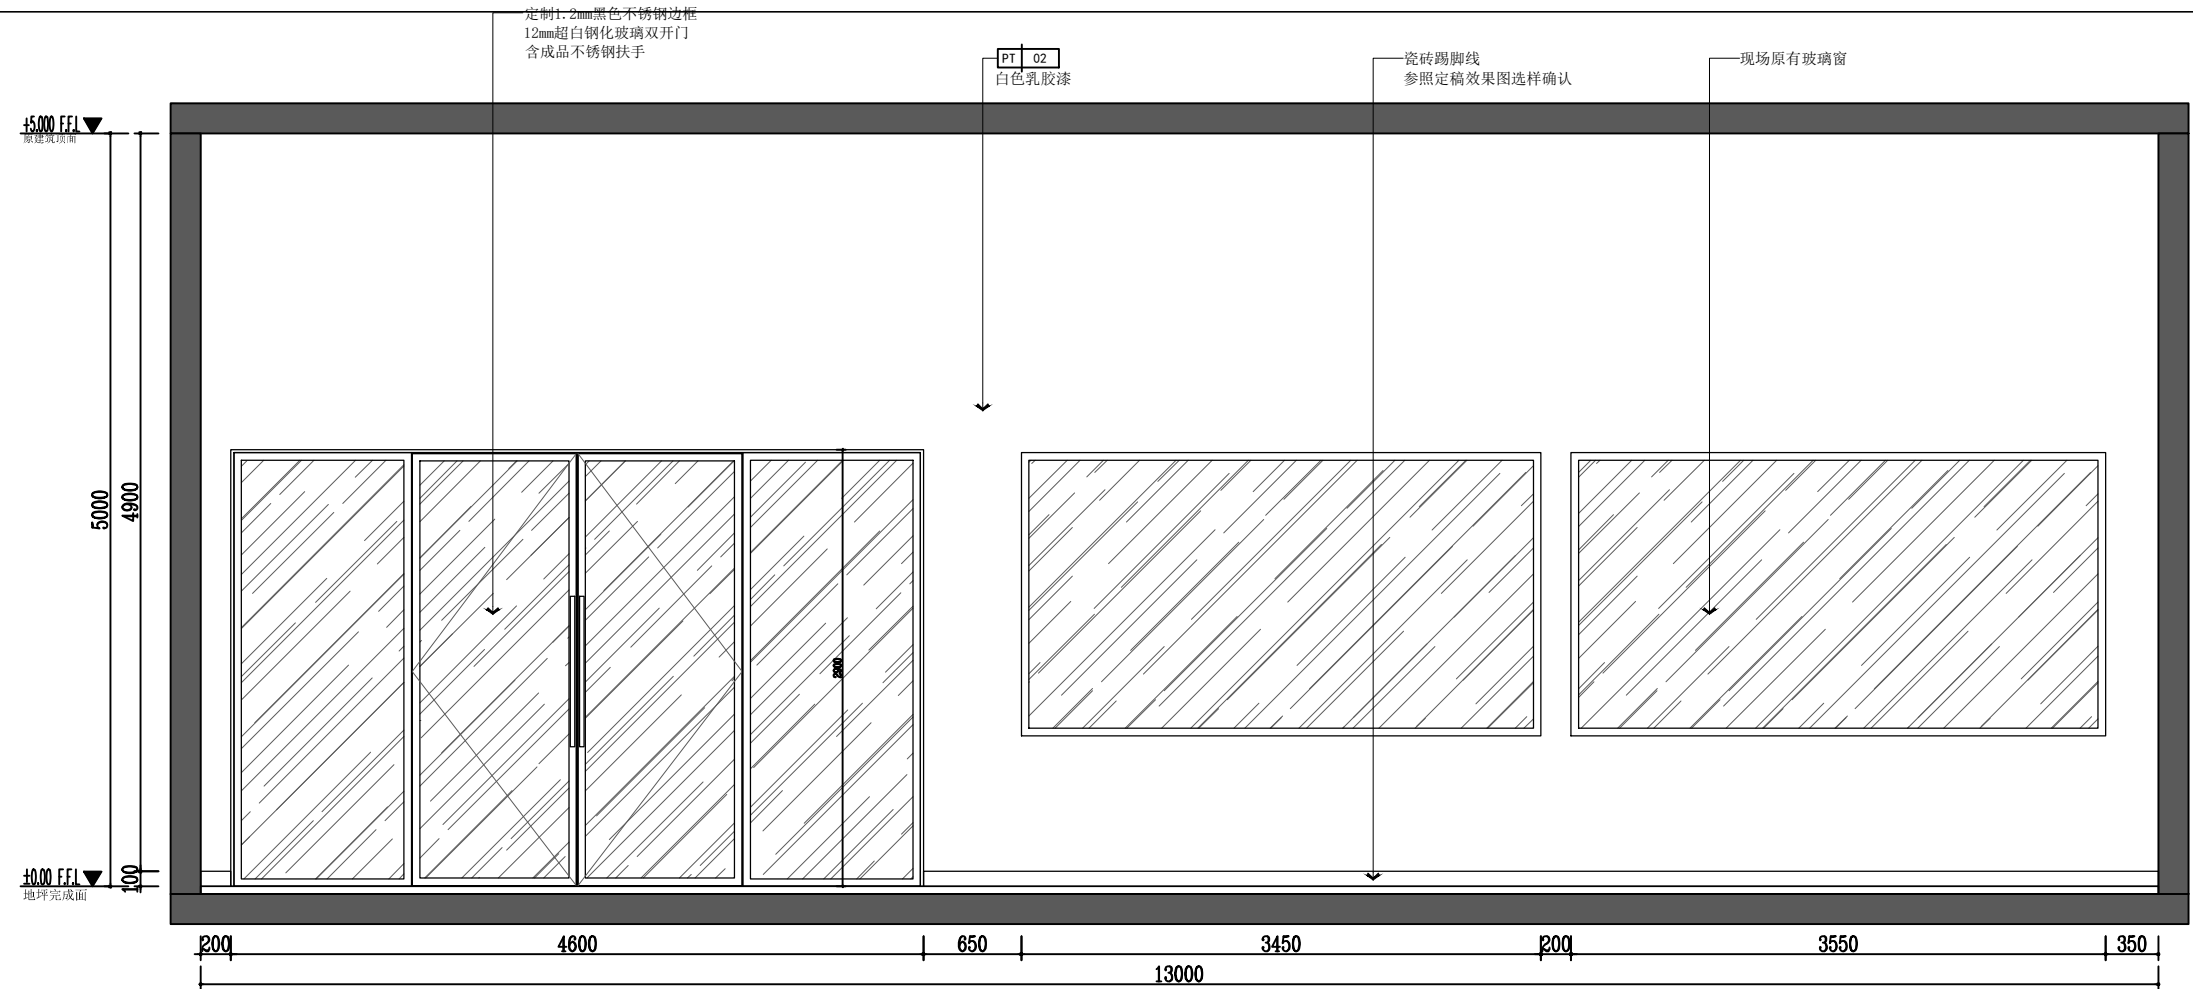 定制1.2mm黑色不锈钢边框
12mm超白钢化玻璃双开门
含成品不锈钢扶手
PT 02
白色乳胶漆
瓷砖踢脚线
参照定稿效果图选样确认
现场原有玻璃窗
+5.000 F.F.L
原建筑顶面
5000
4900
2900
100
±0.00 F.F.L
地坪完成面
200
4600
650
3450
200
3550
350
13000